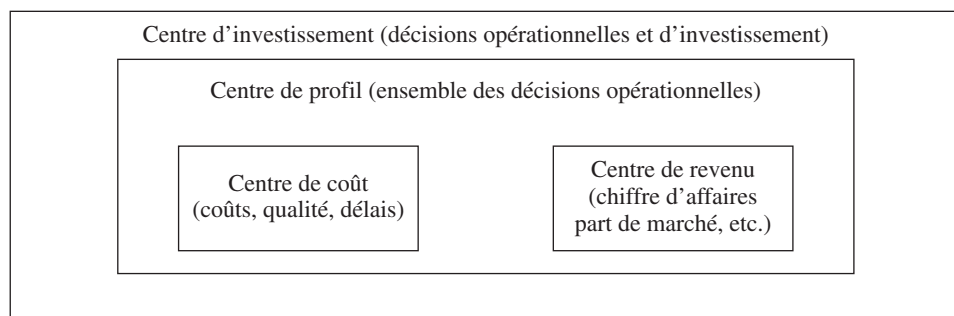 Centre d’investissement (décisions opérationnelles et d’investissement)
Centre de profil (ensemble des décisions opérationnelles)
Centre de coût
(coûts, qualité, délais)
Centre de revenu
(chiffre d’affaires
part de marché, etc.)